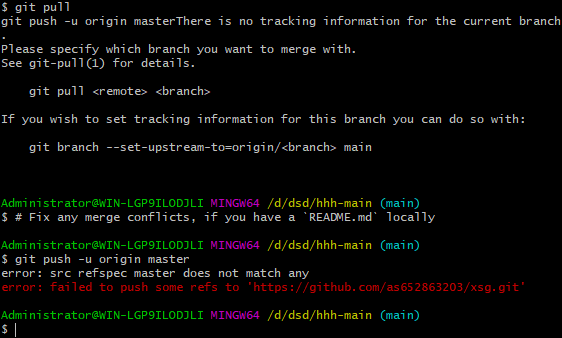 $ git pull
git push -u origin masterThere is no tracking information for the current branch
.
Please specify which branch you want to merge with.
See git-pull(1) for details.
git pull <remote> <branch>
If you wish to set tracking information for this branch you can do so with:
git branch --set-upstream-to=origin/<branch> main
Administrator@WIN-LGP9ILODJLI MINGW64 /d/dsd/hhh-main (main)
$ # Fix any merge conflicts, if you have a `README.md` locally
Administrator@WIN-LGP9ILODJLI MINGW64 /d/dsd/hhh-main (main)
$ git push -u origin master
error: src refspec master does not match any
error: failed to push some refs to 'https://github.com/as652863203/xsg.git'
Administrator@WIN-LGP9ILODJLI MINGW64 /d/dsd/hhh-main (main)
$